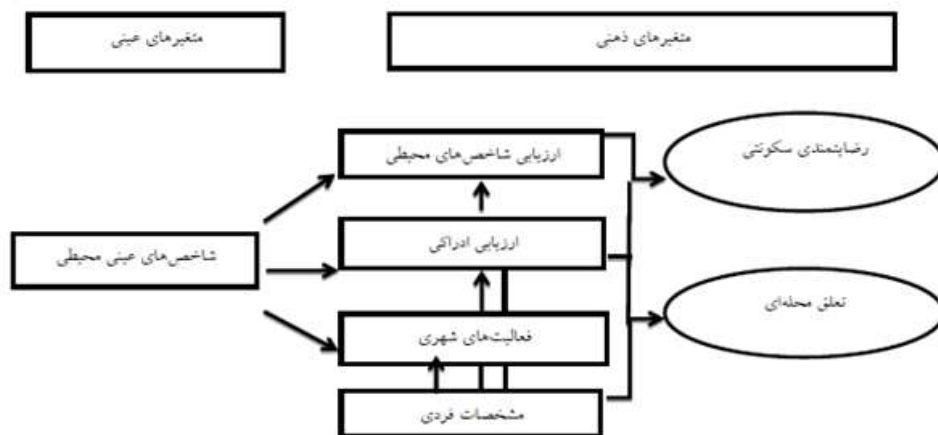 متغیرهای ذهنی
متغیرهای عینی
ارزیابی شاخص‌های محیطی
رضایتمندی سکونتی
ارزیابی ادراکی
شاخص‌های عینی محیطی
تعلق محله‌ای
فعالیت‌های شهری
مشخصات فردی